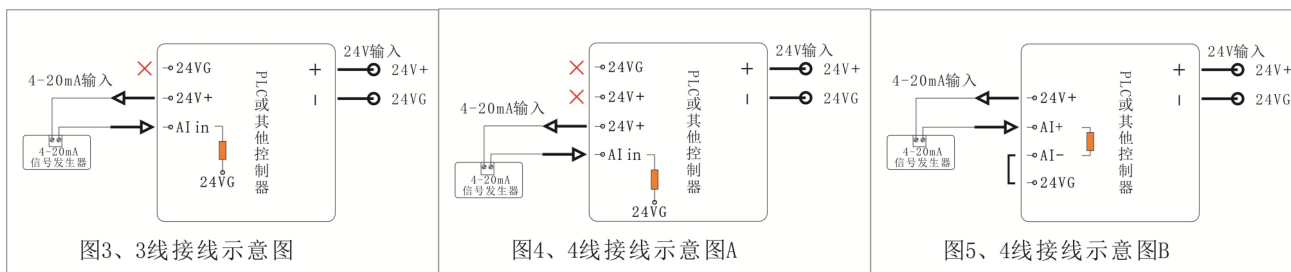 24V输入
24VG
+
24V+
4-20mA输入
24V+
PLC或其他控制器
－
24VG
AI in
4-20mA
信号发生器
24VG
图3、3线接线示意图
24V输入
24VG
+
24V+
24V+
PLC或其他控制器
－
24VG
4-20mA输入
24V+
AI in
4-20mA
信号发生器
24VG
图4、4线接线示意图A
24V输入
+
24V+
4-20mA输入
24V+
PLC或其他控制器
－
24VG
AI+
4-20mA
信号发生器
AI-
24VG
图5、4线接线示意图B